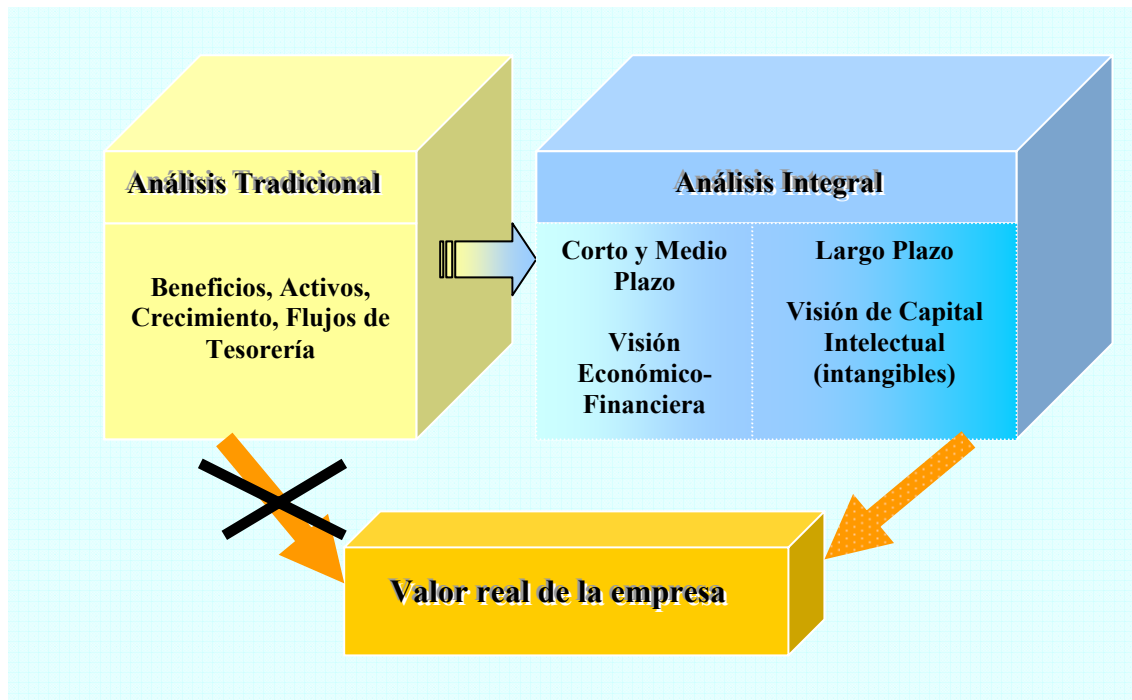 Análisis Tradicional
Beneficios, Activos,
Crecimiento, Flujos de
Tesorería
Análisis Integral
Corto y Medio
Plazo
Visión
Económico-
Financiera
Largo Plazo
Visión de Capital
Intelectual
(intangibles)
Valor real de la empresa